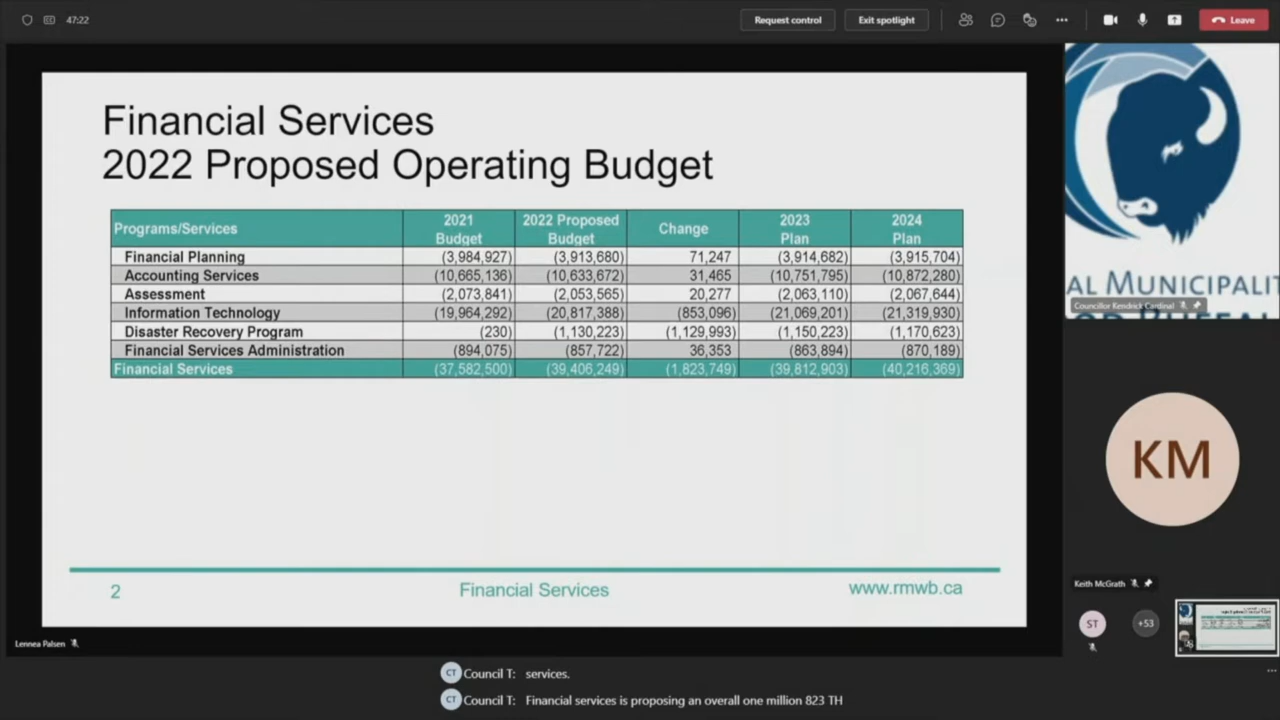 47:22
Request control
Exit spotlight
Leave
Financial Services
2022 Proposed Operating Budget
Programs/Services 2021 Budget 2022 Proposed Budget Change 2023 Plan 2024 Plan
Financial Planning (3,984,927) (3,913,680) 71,247 (3,914,682) (3,915,704)
Accounting Services (10,665,136) (10,633,672) 31,465 (10,751,795) (10,872,280)
Assessment (2,073,841) (2,053,565) 20,277 (2,063,110) (2,067,644)
Information Technology (19,964,292) (20,817,388) (853,096) (21,069,201) (21,319,930)
Disaster Recovery Program (230) (1,130,223) (1,129,993) (1,150,223) (1,170,623)
Financial Services Administration (894,075) (857,722) 36,353 (863,894) (870,189)
Financial Services (37,582,500) (39,406,249) (1,823,749) (39,812,903) (40,216,369)
2 Financial Services www.rmwb.ca
Lennea Palsen
AL MUNICIPALIT
Councillor Kendrick Cardinal
KM
Keith McGrath
ST
+53
CT Council T: services.
CT Council T: Financial services is proposing an overall one million 823 TH